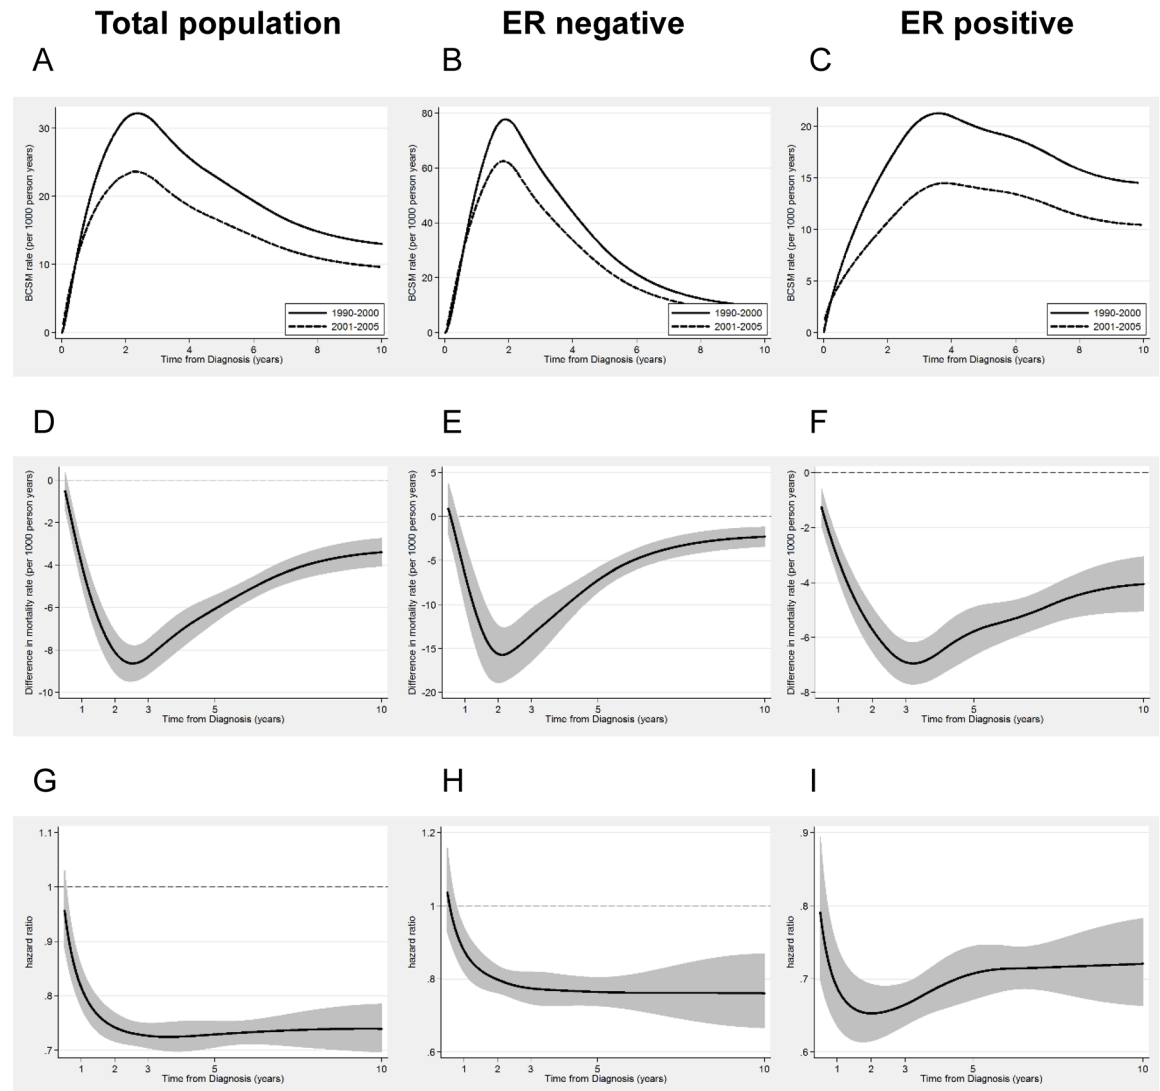 Total population
ER negative
ER positive
A
B
C
BCSM rate (per 1000 person years)
30
20
10
0
0 2 4 6 8 10
Time from Diagnosis (years)
1990-2000
2001-2005
BCSM rate (per 1000 person years)
80
60
40
20
0
0 2 4 6 8 10
Time from Diagnosis (years)
1990-2000
2001-2005
BCSM rate (per 1000 person years)
20
15
10
5
0
0 2 4 6 8 10
Time from Diagnosis (years)
1990-2000
2001-2005
D
E
F
Difference in mortality rate (per 1000 person years)
0
-2
-4
-6
-8
-10
1 2 3 5 10
Time from Diagnosis (years)
Difference in mortality rate (per 1000 person years)
5
0
-5
-10
-15
-20
1 2 3 5 10
Time from Diagnosis (years)
Difference in mortality rate (per 1000 person years)
0
-2
-4
-6
-8
1 2 3 5 10
Time from Diagnosis (years)
G
H
I
hazard ratio
1.1
1
.9
.8
.7
1 2 3 5 10
Time from Diagnosis (years)
hazard ratio
1.2
1
.8
.6
1 2 3 5 10
Time from Diagnosis (years)
hazard ratio
.9
.8
.7
.6
1 2 3 5 10
Time from Diagnosis (years)